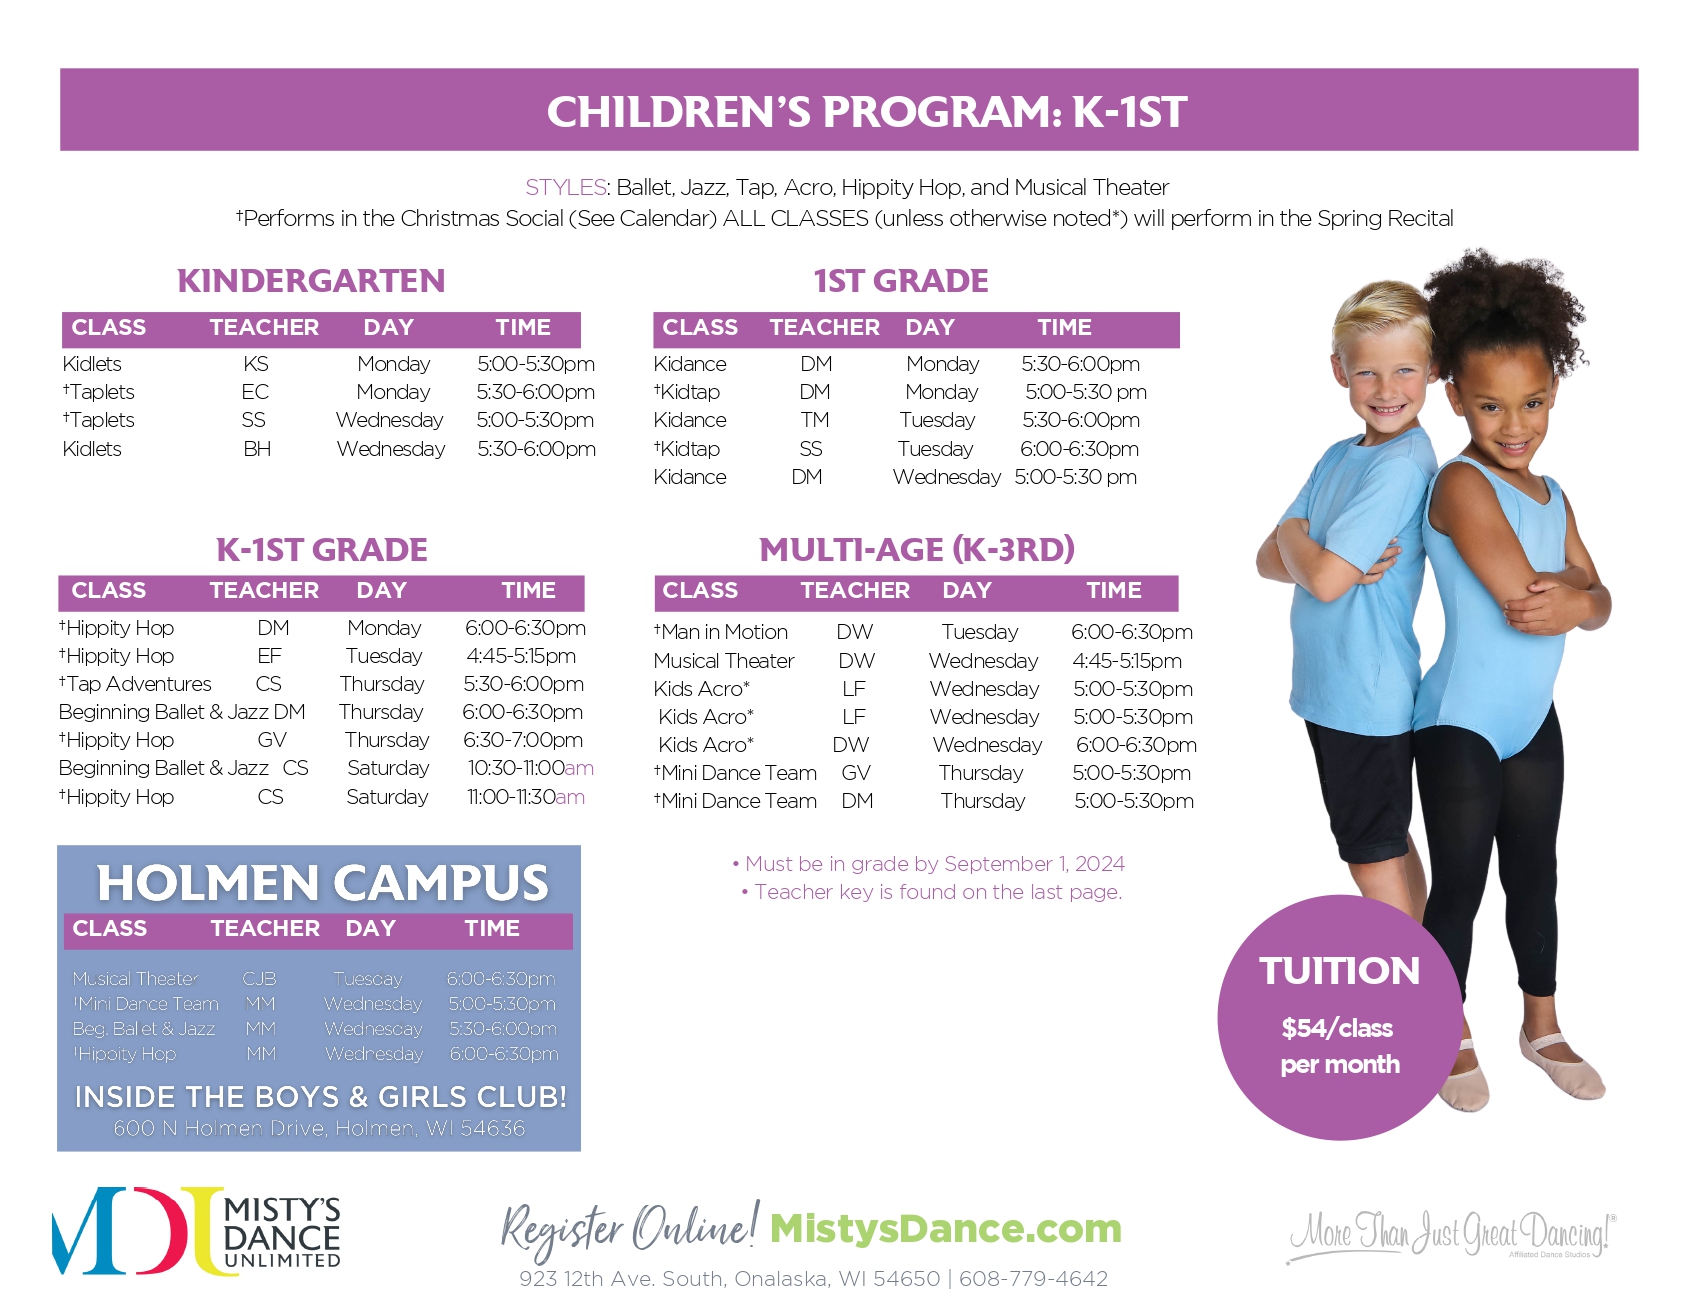 CHILDREN'S PROGRAM: K-1ST
STYLES: Ballet, Jazz, Tap, Acro, Hippity Hop, and Musical Theater
†Performs in the Christmas Social (See Calendar) ALL CLASSES (unless otherwise noted*) will perform in the Spring Recital
KINDERGARTEN
CLASS TEACHER DAY TIME
Kidlets KS Monday 5:00-5:30pm
†Taplets EC Monday 5:30-6:00pm
†Taplets SS Wednesday 5:00-5:30pm
Kidlets BH Wednesday 5:30-6:00pm
1ST GRADE
CLASS TEACHER DAY TIME
Kidance DM Monday 5:30-6:00pm
†Kidtap DM Monday 5:00-5:30 pm
Kidance TM Tuesday 5:30-6:00pm
†Kidtap SS Tuesday 6:00-6:30pm
Kidance DM Wednesday 5:00-5:30 pm
K-1ST GRADE
CLASS TEACHER DAY TIME
†Hippity Hop DM Monday 6:00-6:30pm
†Hippity Hop EF Tuesday 4:45-5:15pm
†Tap Adventures CS Thursday 5:30-6:00pm
Beginning Ballet & Jazz DM Thursday 6:00-6:30pm
†Hippity Hop GV Thursday 6:30-7:00pm
Beginning Ballet & Jazz CS Saturday 10:30-11:00am
†Hippity Hop CS Saturday 11:00-11:30am
MULTI-AGE (K-3RD)
CLASS TEACHER DAY TIME
†Man in Motion DW Tuesday 6:00-6:30pm
Musical Theater DW Wednesday 4:45-5:15pm
Kids Acro* LF Wednesday 5:00-5:30pm
Kids Acro* LF Wednesday 5:00-5:30pm
Kids Acro* DW Wednesday 6:00-6:30pm
†Mini Dance Team GV Thursday 5:00-5:30pm
†Mini Dance Team DM Thursday 5:00-5:30pm
• Must be in grade by September 1, 2024
• Teacher key is found on the last page.
HOLMEN CAMPUS
CLASS TEACHER DAY TIME
Musical Theater CJB Tuesday 6:00-6:30pm
†Mini Dance Team MM Wednesday 5:00-5:30pm
Beg. Ballet & Jazz MM Wednesday 5:30-6:00pm
†Hippity Hop MM Wednesday 6:00-6:30pm
INSIDE THE BOYS & GIRLS CLUB!
600 N Holmen Drive, Holmen, WI 54636
TUITION
$54/class
per month
MDU MISTY'S
DANCE
UNLIMITED
Register Online! MistysDance.com
923 12th Ave. South, Onalaska, WI 54650 | 608-779-4642
More Than Just Great Dancing!®
Affiliated Dance Studios